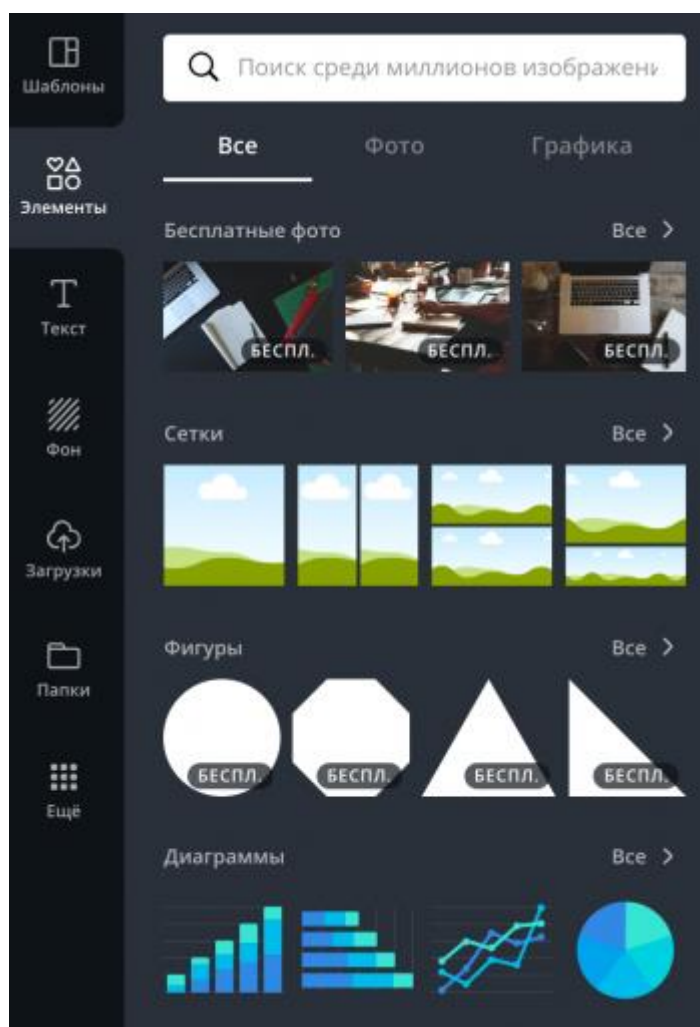 Шаблоны
Элементы
Текст
Фон
Загрузки
Папки
Ещё
Поиск среди миллионов изображени
Все Фото Графика
Бесплатные фото Все
БЕСПЛ. БЕСПЛ. БЕСПЛ.
Сетки Все
Фигуры Все
БЕСПЛ. БЕСПЛ. БЕСПЛ. БЕСПЛ.
Диаграммы Все